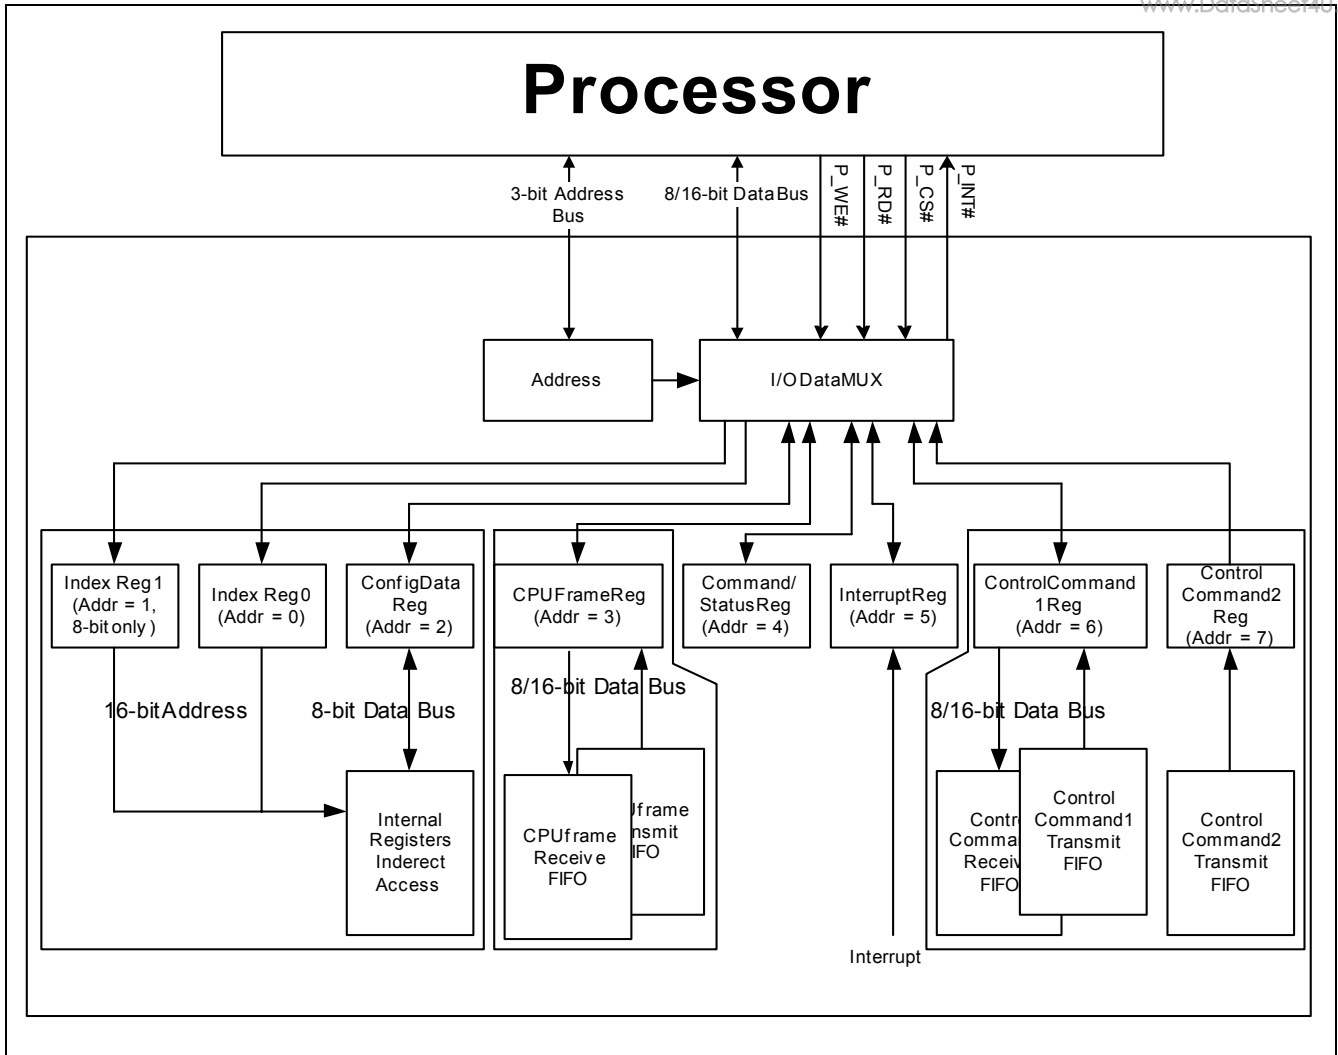 Processor
3-bit Address
Bus
8/16-bit DataBus
P_WE#
P_RD#
P_CS#
P_INT#
Address
I/O DataMUX
Index Reg1
(Addr = 1,
8-bit only)
Index Reg0
(Addr = 0)
ConfigData
Reg
(Addr = 2)
CPUFrameReg
(Addr = 3)
Command/
StatusReg
(Addr = 4)
InterruptReg
(Addr = 5)
ControlCommand
1Reg
(Addr = 6)
Control
Command2
Reg
(Addr = 7)
16-bitAddress
8-bit Data Bus
8/16-bit Data Bus
8/16-bit Data Bus
Internal
Registers
Inderect
Access
CPUframe
Receive
FIFO
Control
Command1
Transmit
FIFO
FIFO
Control
Command2
Transmit
FIFO
Interrupt